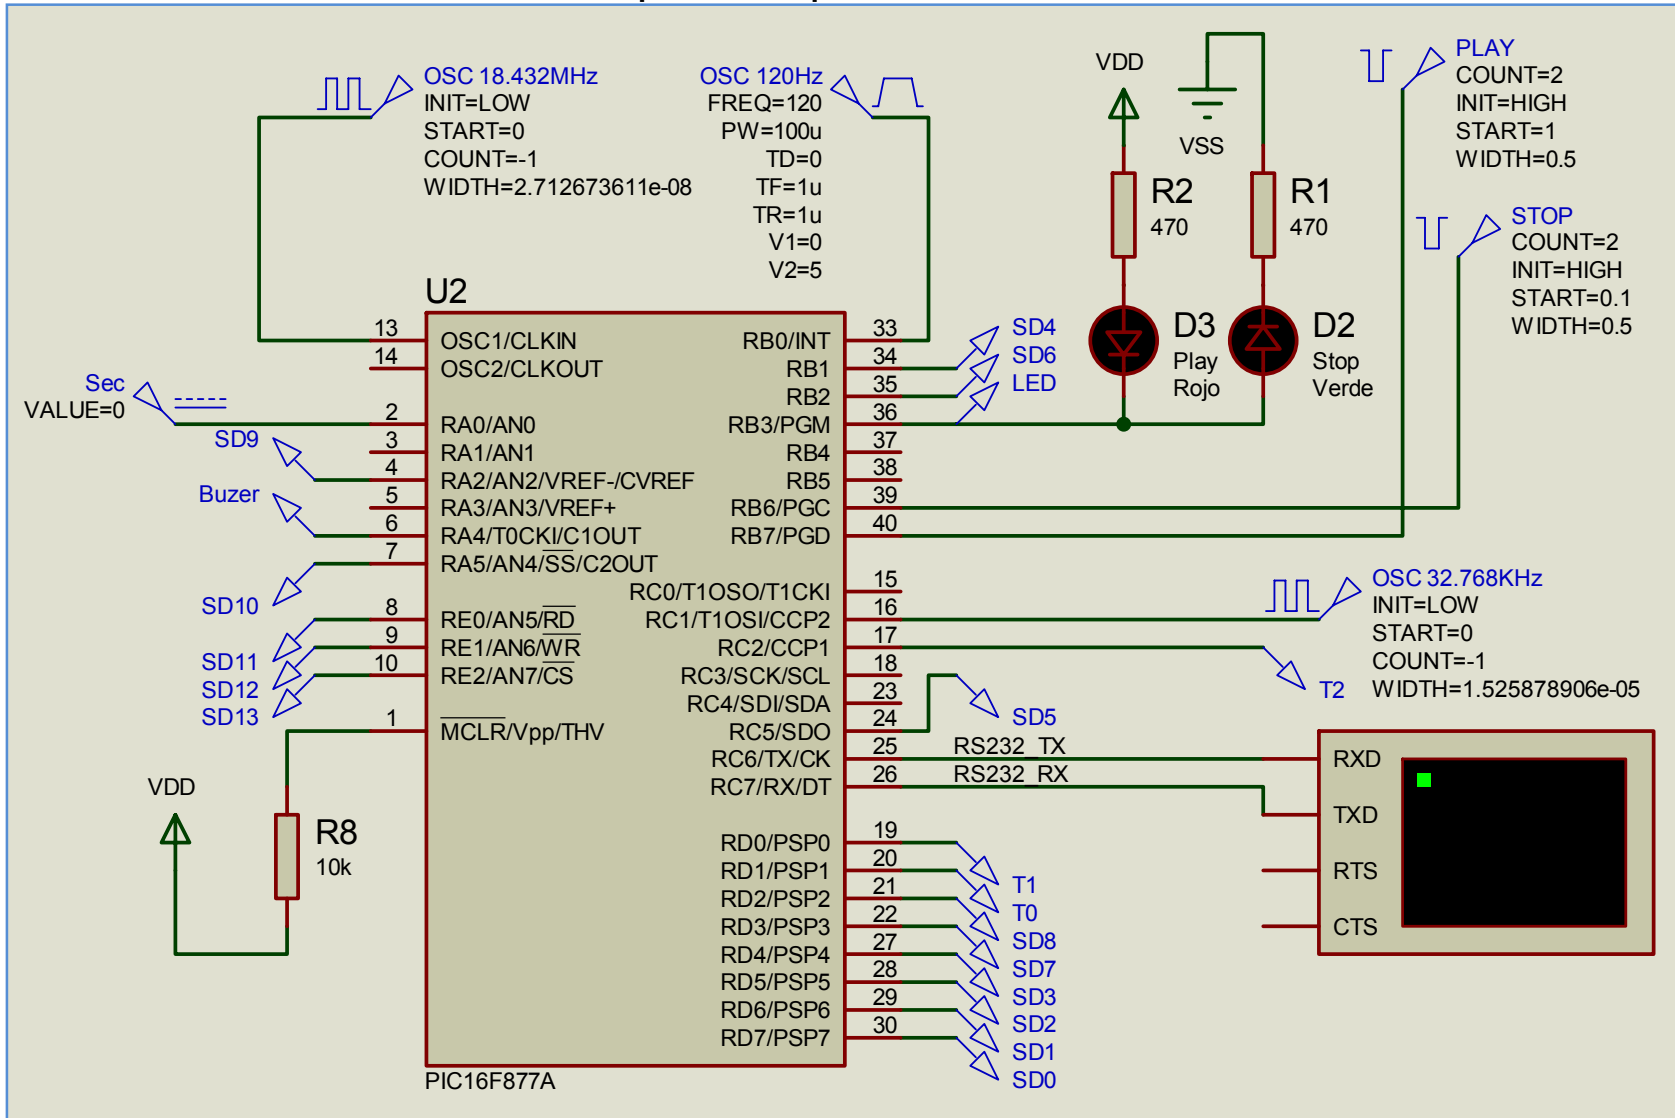 OSC 18.432MHz
INIT=LOW
START=0
COUNT=-1
WIDTH=2.712673611e-08
OSC 120Hz
FREQ=120
PW=100u
TD=0
TF=1u
TR=1u
V1=0
V2=5
VDD
VSS
R2
470
R1
470
D3
Play
Rojo
D2
Stop
Verde
PLAY
COUNT=2
INIT=HIGH
START=1
WIDTH=0.5
STOP
COUNT=2
INIT=HIGH
START=0.1
WIDTH=0.5
U2
13
OSC1/CLKIN
14
OSC2/CLKOUT
2
RA0/AN0
3
RA1/AN1
4
RA2/AN2/VREF-/CVREF
5
RA3/AN3/VREF+
6
RA4/T0CKI/C1OUT
7
RA5/AN4/SS/C2OUT
8
RE0/AN5/RD
9
RE1/AN6/WR
10
RE2/AN7/CS
1
MCLR/Vpp/THV
RB0/INT
33
RB1
34
RB2
35
RB3/PGM
36
RB4
37
RB5
38
RB6/PGC
39
RB7/PGD
40
RC0/T1OSO/T1CKI
15
RC1/T1OSI/CCP2
16
RC2/CCP1
17
RC3/SCK/SCL
18
RC4/SDI/SDA
23
RC5/SDO
24
RC6/TX/CK
25
RC7/RX/DT
26
RD0/PSP0
19
RD1/PSP1
20
RD2/PSP2
21
RD3/PSP3
22
RD4/PSP4
27
RD5/PSP5
28
RD6/PSP6
29
RD7/PSP7
30
PIC16F877A
Sec
VALUE=0
SD9
Buzer
SD10
SD11
SD12
SD13
VDD
R8
10k
SD4
SD6
LED
OSC 32.768KHz
INIT=LOW
START=0
COUNT=-1
WIDTH=1.525878906e-05
T2
SD5
RS232_TX
RS232_RX
RXD
TXD
RTS
CTS
T1
T0
SD8
SD7
SD3
SD2
SD1
SD0